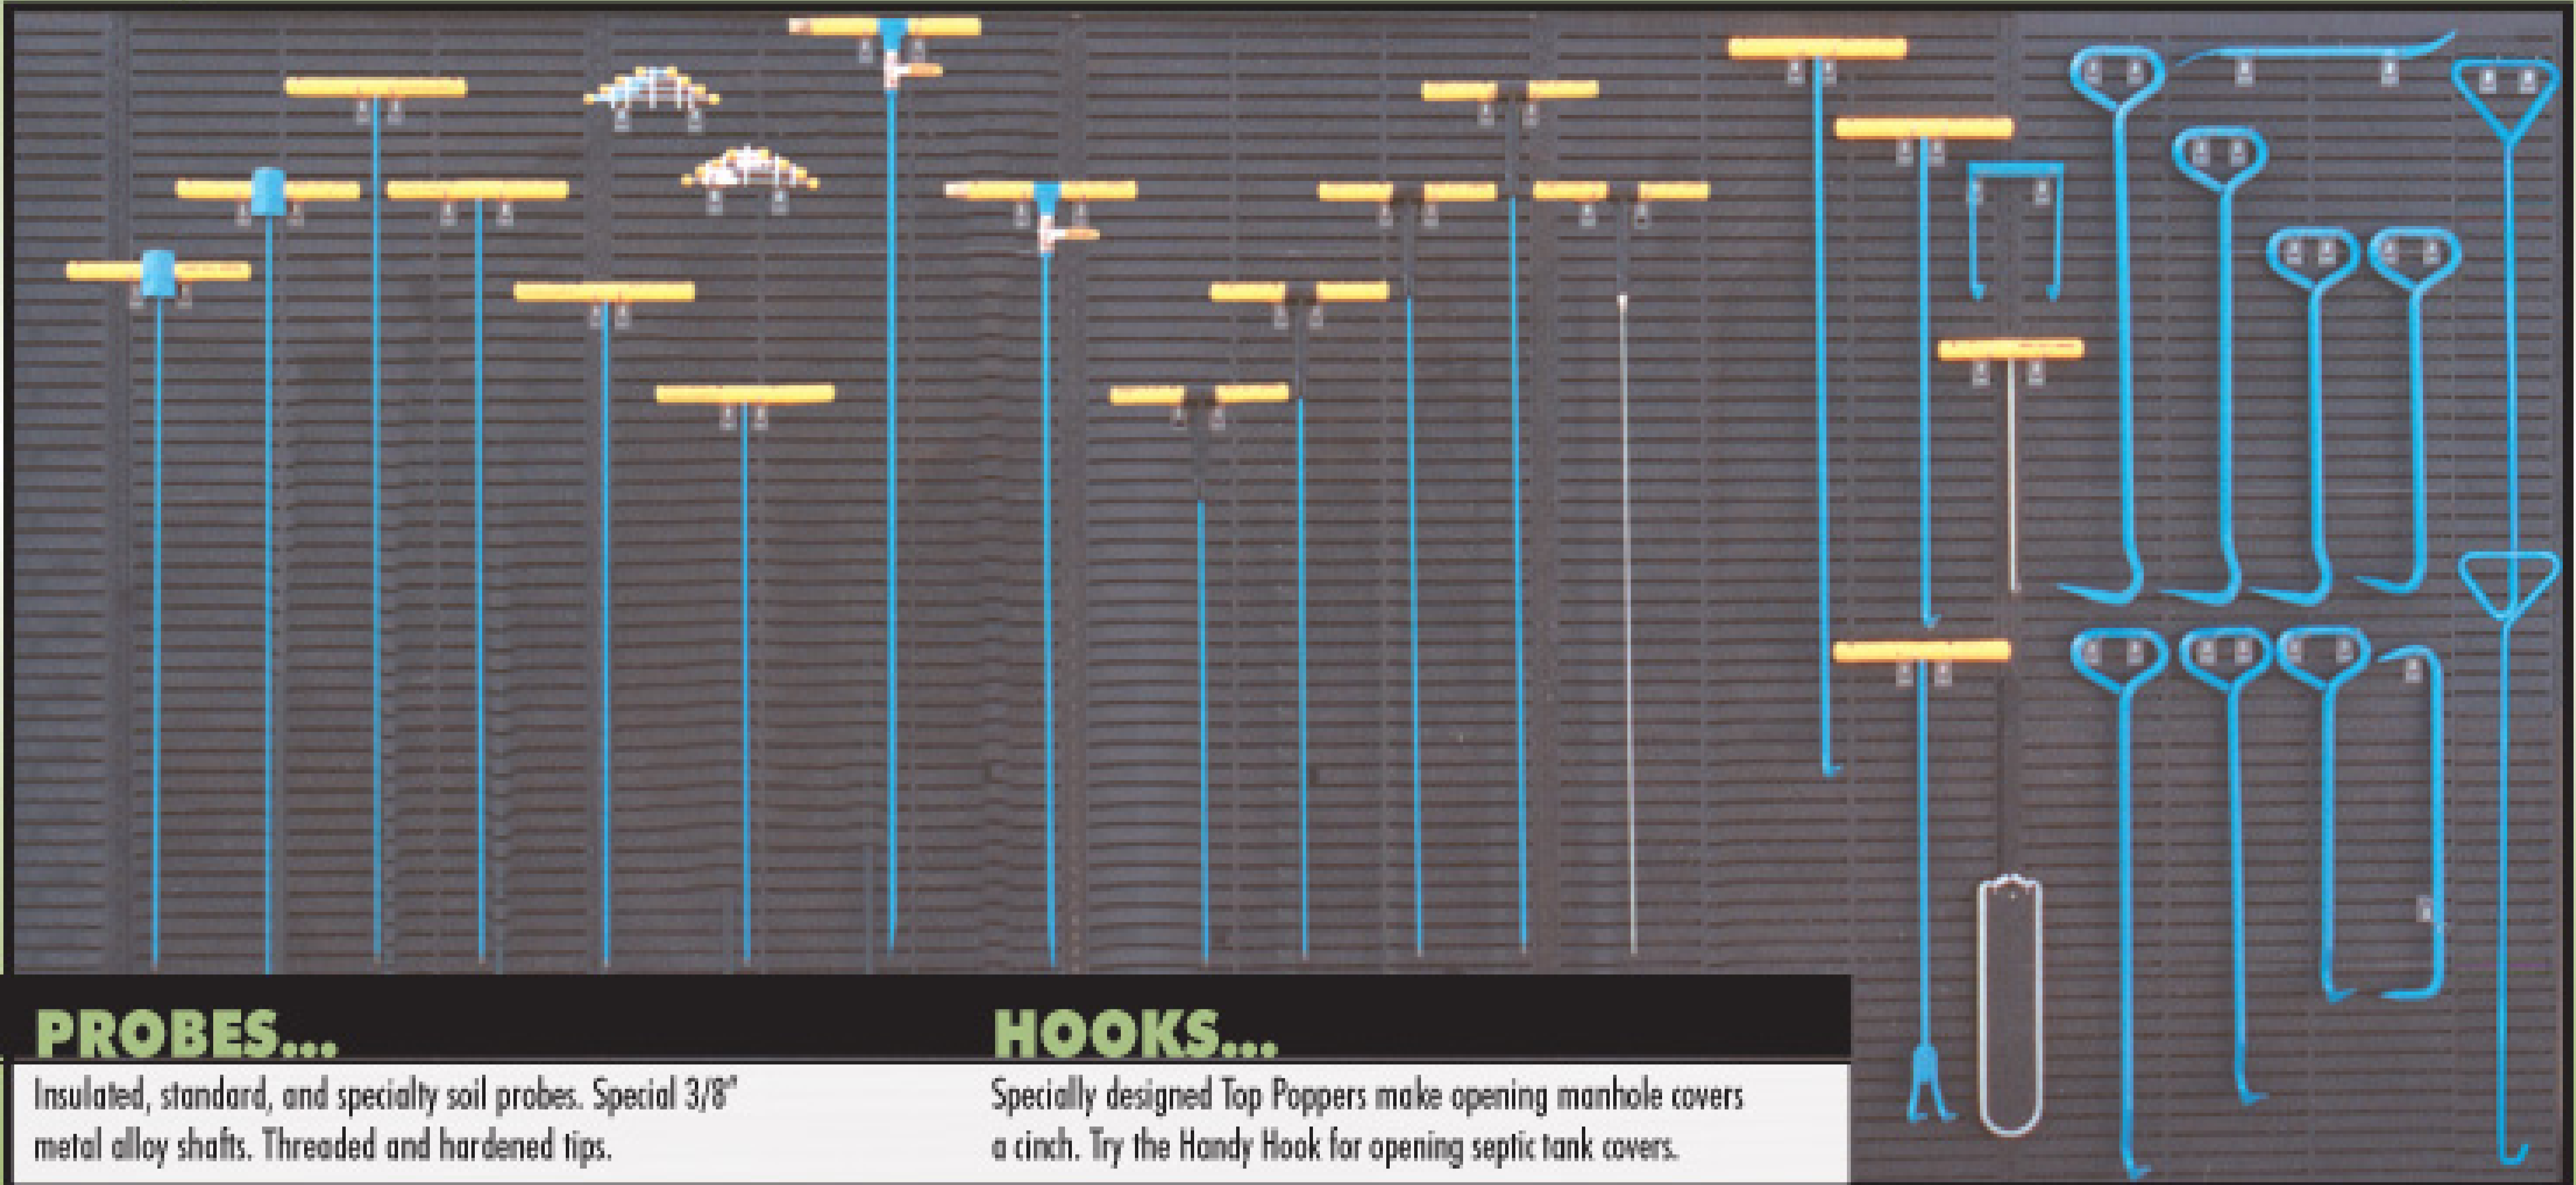 PROBES...
Insulated, standard, and specialty soil probes. Special 3/8"
metal alloy shafts. Threaded and hardened tips.
HOOKS...
Specially designed Top Poppers make opening manhole covers
a cinch. Try the Handy Hook for opening septic tank covers.